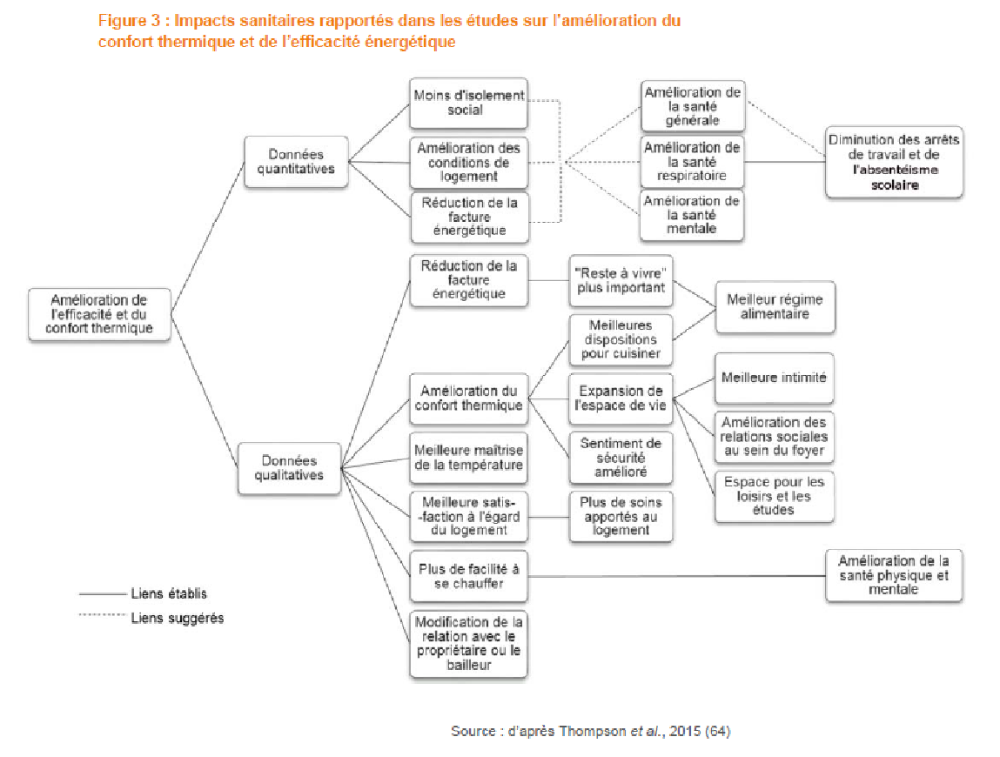 Figure 3 : Impacts sanitaires rapportés dans les études sur l'amélioration du
confort thermique et de l'efficacité énergétique
Moins d'isolement
social
Amélioration de
la santé
générale
Données
quantitatives
Amélioration des
conditions de
logement
Amélioration de
la santé
respiratoire
Diminution des arrêts
de travail et de
l'absentéisme
scolaire
Réduction de la
facture
énergétique
Amélioration de
la santé
mentale
Amélioration de
l'efficacité et du
confort thermique
Réduction de la
facture
énergétique
"Reste à vivre"
plus important
Meilleur régime
alimentaire
Meilleures
dispositions
pour cuisiner
Amélioration du
confort thermique
Expansion de
l'espace de vie
Meilleure intimité
Données
qualitatives
Meilleure maîtrise
de la température
Sentiment de
sécurité
amélioré
Amélioration des
relations sociales
au sein du foyer
Meilleure satis-
-faction à l'égard
du logement
Plus de soins
apportés au
logement
Espace pour les
loisirs et les
études
Plus de facilité à
se chauffer
Amélioration de la
santé physique et
mentale
Modification de la
relation avec le
propriétaire ou le
bailleur
Liens établis
Liens suggérés
Source : d'après Thompson et al., 2015 (64)